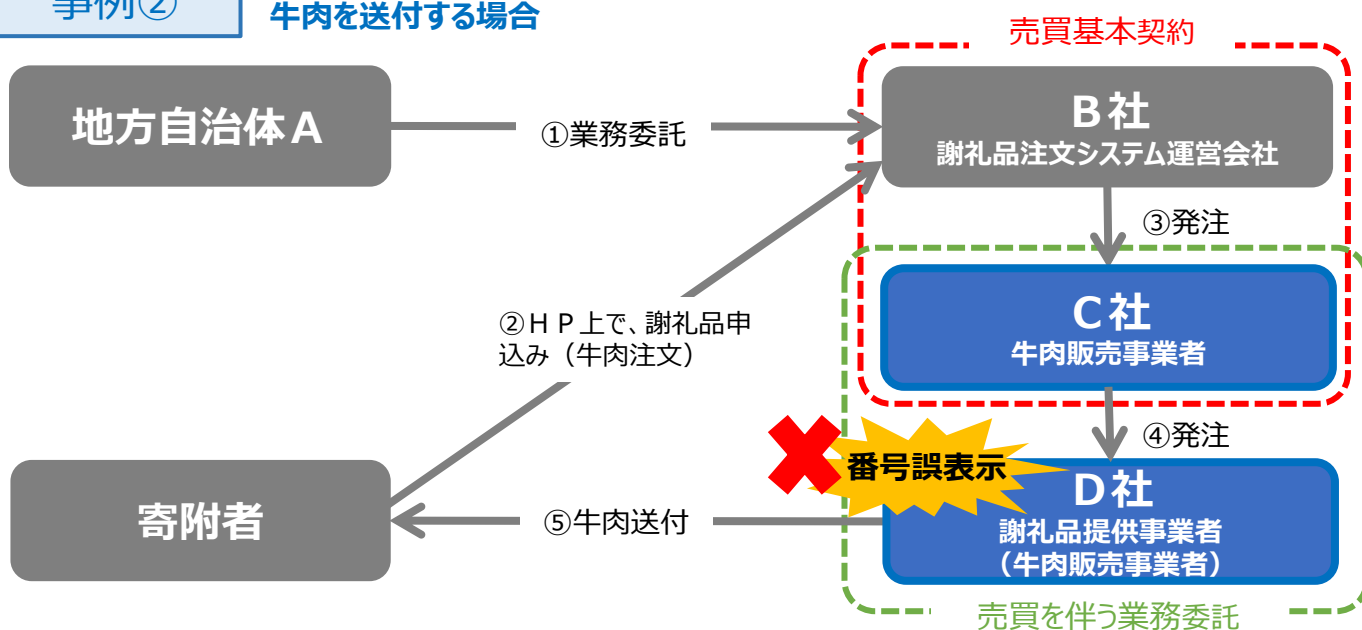 事例②
牛肉を送付する場合
売買基本契約
地方自治体A
①業務委託
B社
謝礼品注文システム運営会社
③発注
C社
牛肉販売事業者
②HP上で、謝礼品申
込み(牛肉注文)
④発注
番号誤表示
D社
謝礼品提供事業者
(牛肉販売事業者)
寄附者
⑤牛肉送付
売買を伴う業務委託